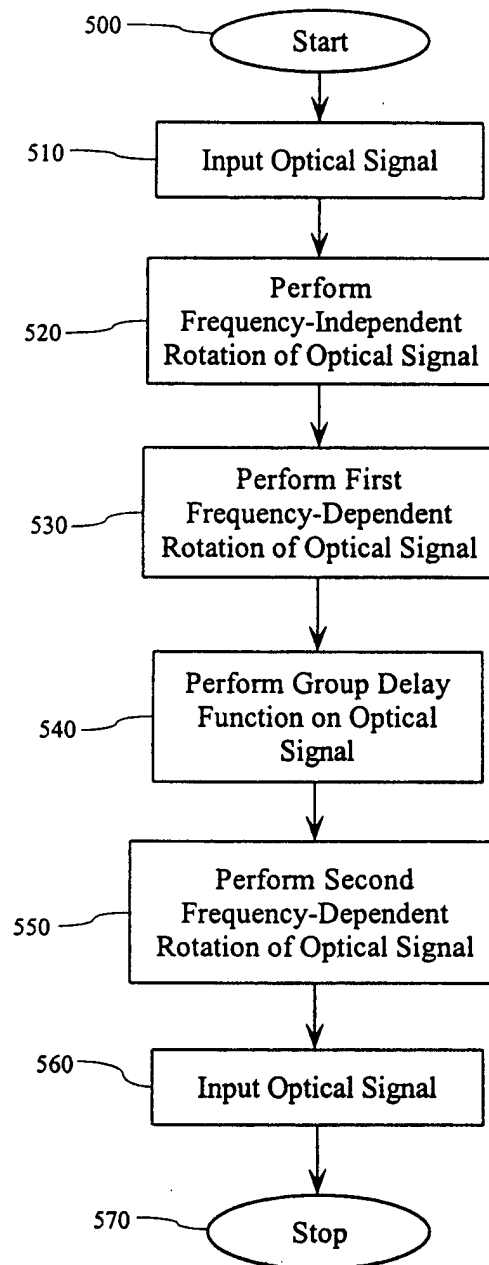 500
Start
510
Input Optical Signal
520
Perform
Frequency-Independent
Rotation of Optical Signal
530
Perform First
Frequency-Dependent
Rotation of Optical Signal
540
Perform Group Delay
Function on Optical
Signal
550
Perform Second
Frequency-Dependent
Rotation of Optical Signal
560
Input Optical Signal
570
Stop